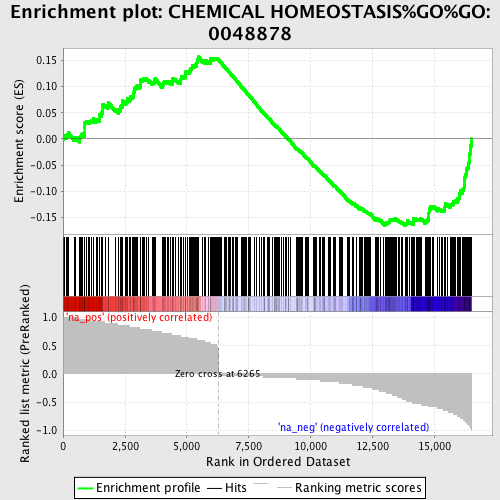 Enrichment plot: CHEMICAL HOMEOSTASIS%GO%GO:
0048878
Enrichment score (ES)
0.15
0.10
0.05
0.00
-0.05
-0.10
-0.15
Ranked list metric (PreRanked)
1.0
0.5
0.0
-0.5
-1.0
'na_pos' (positively correlated)
Zero cross at 6265
'na_neg' (negatively correlated)
0
2,500
5,000
7,500
10,000
12,500
15,000
Rank in Ordered Dataset
Enrichment profile
Hits
Ranking metric scores